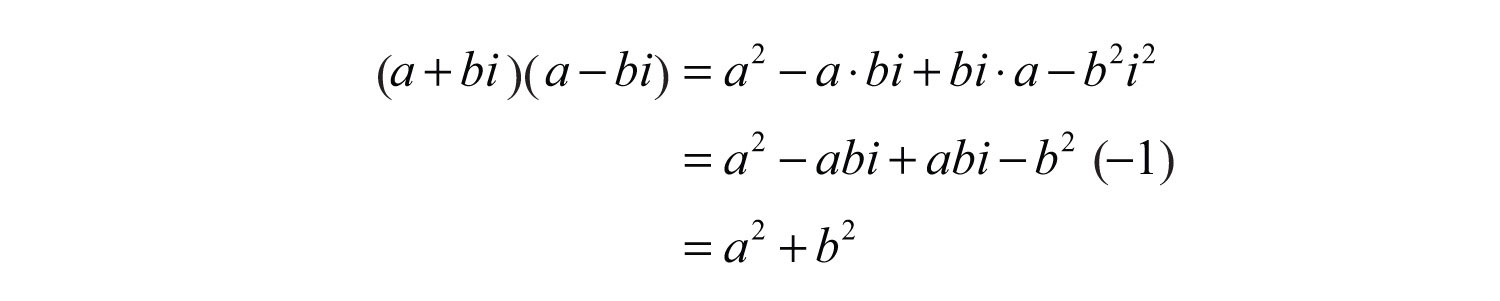 (a + bi)(a − bi) = a² − a · bi + bi · a − b²i²
= a² − abi + abi − b² (−1)
= a² + b²